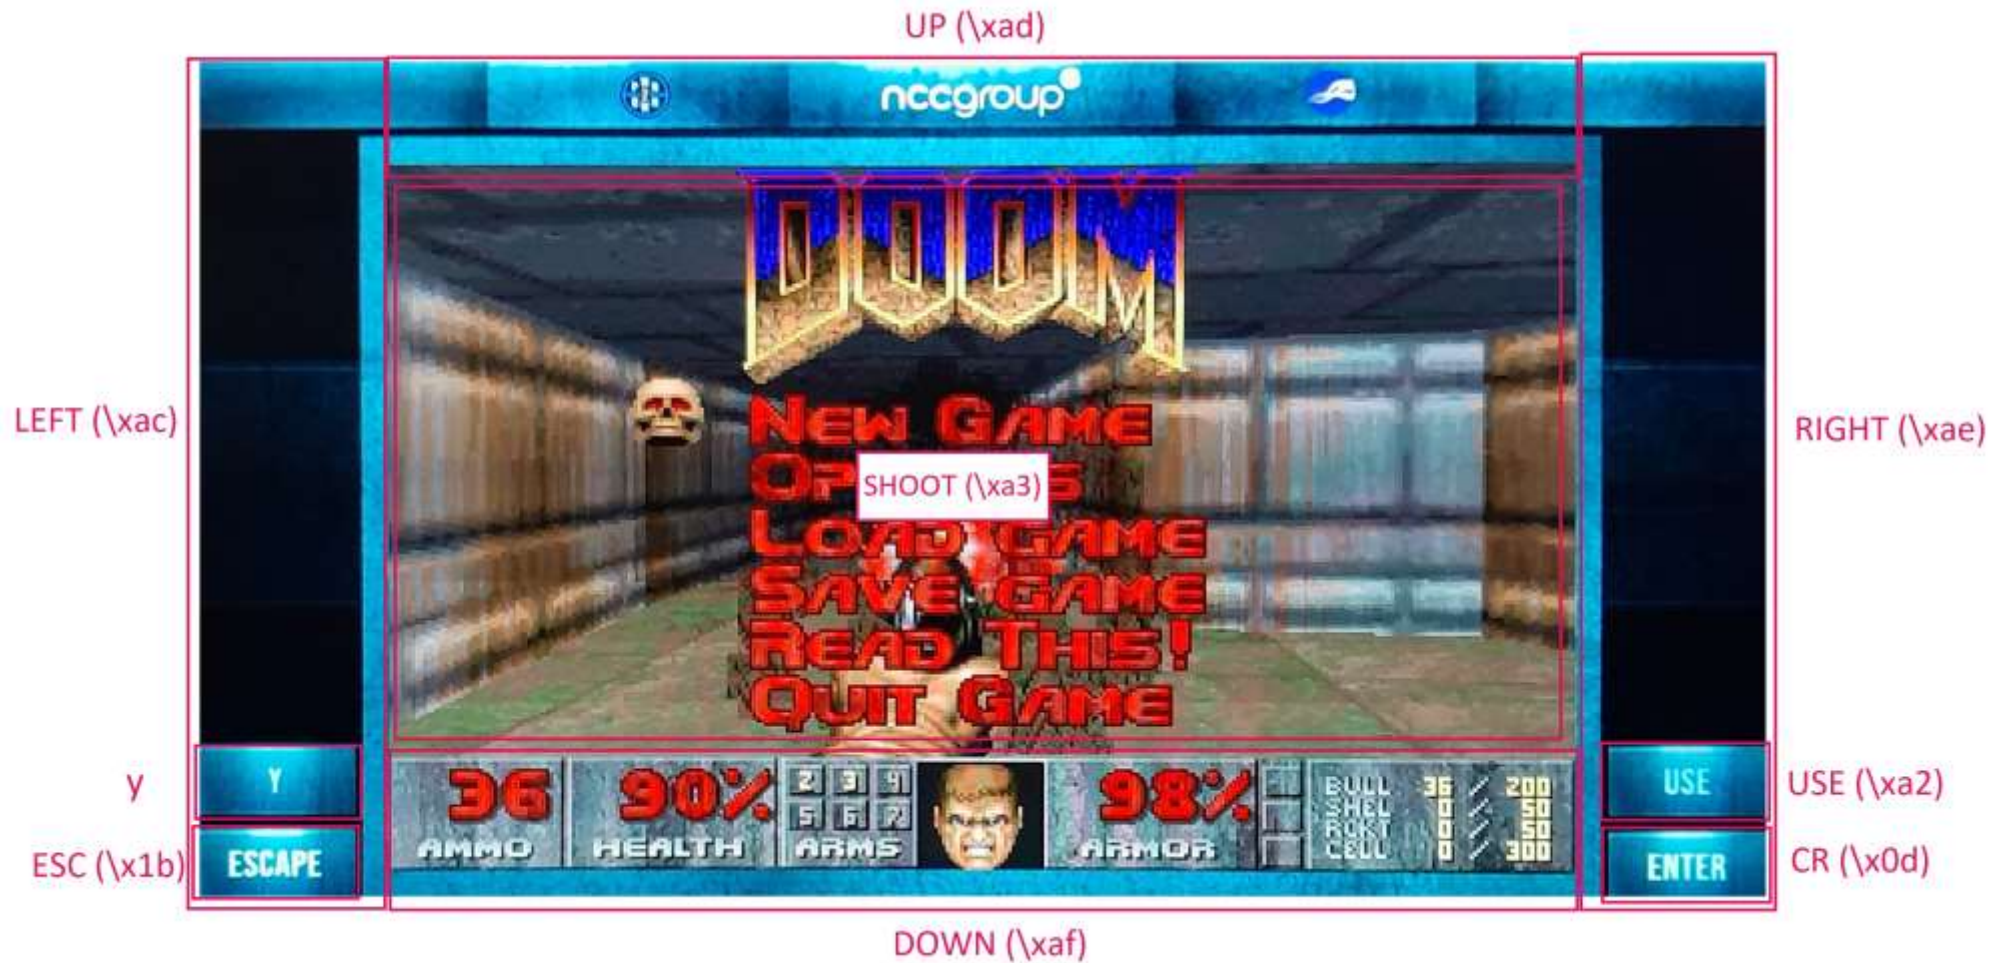 UP (\xad)
nccgroup
DOOM
LEFT (\xac)
NEW GAME
RIGHT (\xae)
OP S
SHOOT (\xa3)
LOAD GAME
SAVE GAME
READ THIS!
QUIT GAME
y
Y
36
AMMO
90%
HEALTH
2 3 4
5 6 7
ARMS
98%
ARMOR
BULL 36 / 200
SHEL 0 / 50
RCKT 0 / 50
CELL 0 / 300
USE
USE (\xa2)
ESC (\x1b)
ESCAPE
ENTER
CR (\x0d)
DOWN (\xaf)